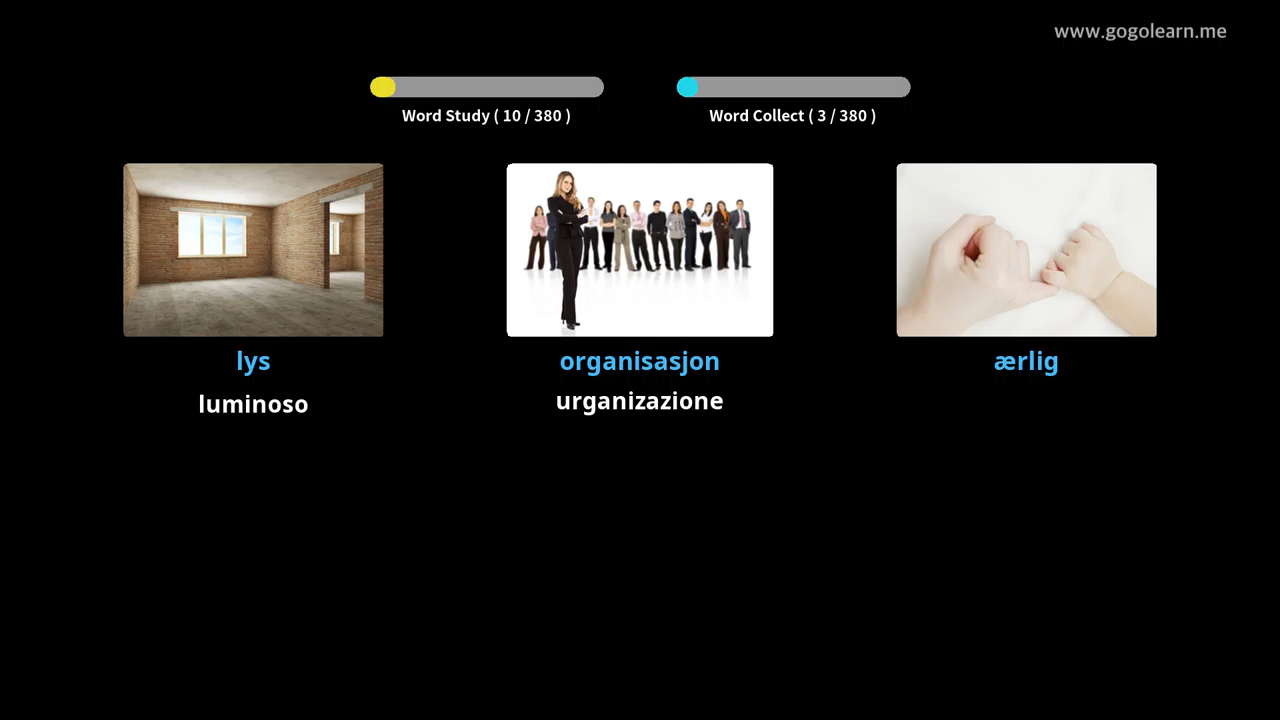 www.gogolearn.me
Word Study ( 10 / 380 )
Word Collect ( 3 / 380 )
lys
organisasjon
ærlig
luminoso
urganizazione